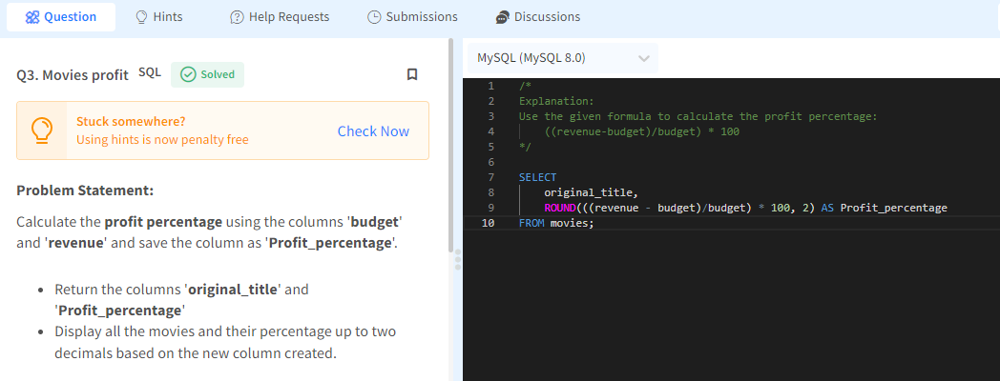 Question Hints Help Requests Submissions Discussions
Q3. Movies profit SQL Solved
Stuck somewhere?
Using hints is now penalty free
Check Now
Problem Statement:
Calculate the profit percentage using the columns 'budget'
and 'revenue' and save the column as 'Profit_percentage'.
• Return the columns 'original_title' and
'Profit_percentage'
• Display all the movies and their percentage up to two
decimals based on the new column created.
MySQL (MySQL 8.0)
1 /*
2 Explanation:
3 Use the given formula to calculate the profit percentage:
4 ((revenue-budget)/budget) * 100
5 */
6
7 SELECT
8 original_title,
9 ROUND(((revenue - budget)/budget) * 100, 2) AS Profit_percentage
10 FROM movies;